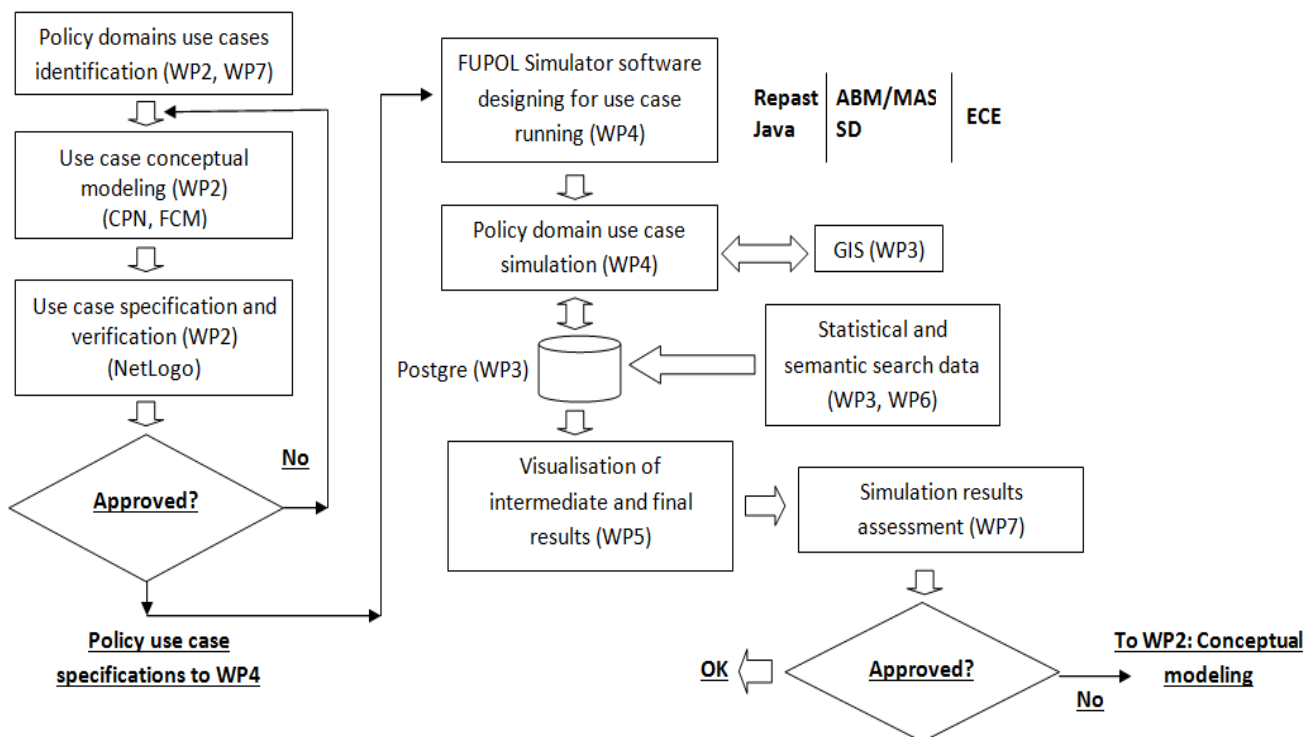 Policy domains use cases
identification (WP2, WP7)
Use case conceptual
modeling (WP2)
(CPN, FCM)
Use case specification and
verification (WP2)
(NetLogo)
No
Approved?
Policy use case
specifications to WP4
FUPOL Simulator software
designing for use case
running (WP4)
Repast
Java
ABM/MAS
SD
ECE
Policy domain use case
simulation (WP4)
GIS (WP3)
Postgre (WP3)
Statistical and
semantic search data
(WP3, WP6)
Visualisation of
intermediate and final
results (WP5)
Simulation results
assessment (WP7)
OK
Approved?
No
To WP2: Conceptual
modeling